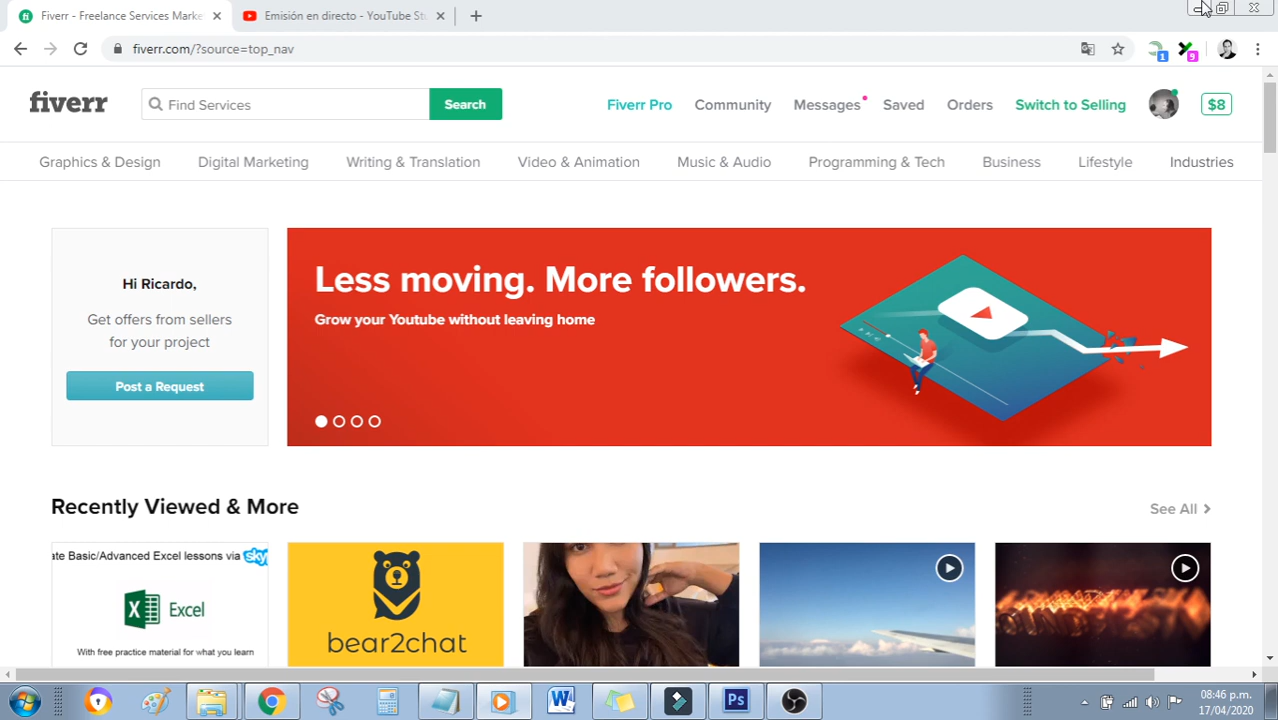 Fiverr - Freelance Services Marke
Emisión en directo - YouTube St
fiverr.com/?source=top_nav
1
9
fiverr
Find Services
Search
Fiverr Pro
Community
Messages
Saved
Orders
Switch to Selling
$8
Graphics & Design
Digital Marketing
Writing & Translation
Video & Animation
Music & Audio
Programming & Tech
Business
Lifestyle
Industries
Hi Ricardo,
Get offers from sellers
for your project
Post a Request
Less moving. More followers.
Grow your Youtube without leaving home
Recently Viewed & More
See All
ate Basic/Advanced Excel lessons via sky
Excel
With free practice material for what you learn
bear2chat
Ps
08:46 p.m.
17/04/2020